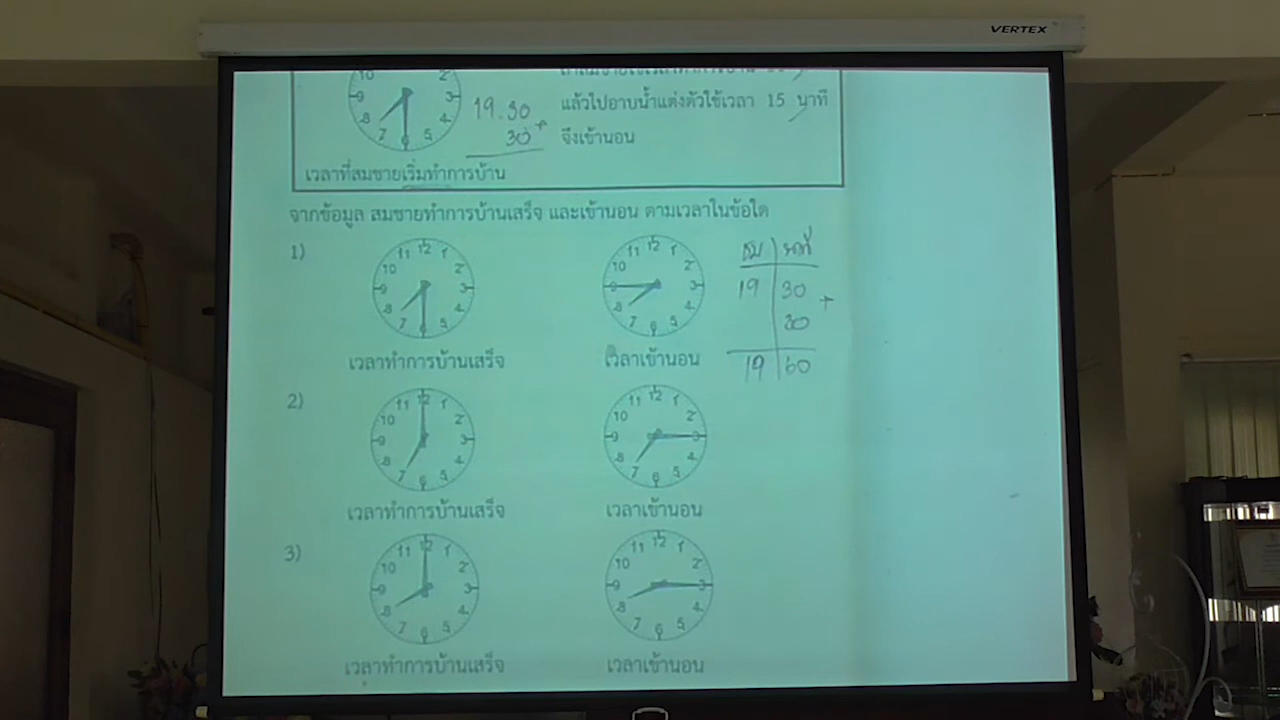 VERTEX
19.30
แล้วไปอาบน้ำแต่งตัวใช้เวลา 15 นาที
30 +
จึงเข้านอน
เวลาที่สมชายเริ่มทำการบ้าน
จากข้อมูล สมชายทำการบ้านเสร็จ และเข้านอน ตามเวลาในข้อใด
1)
ชม นาที
19 30 +
30
19 60
เวลาทำการบ้านเสร็จ เวลาเข้านอน
2)
เวลาทำการบ้านเสร็จ เวลาเข้านอน
3)
เวลาทำการบ้านเสร็จ เวลาเข้านอน